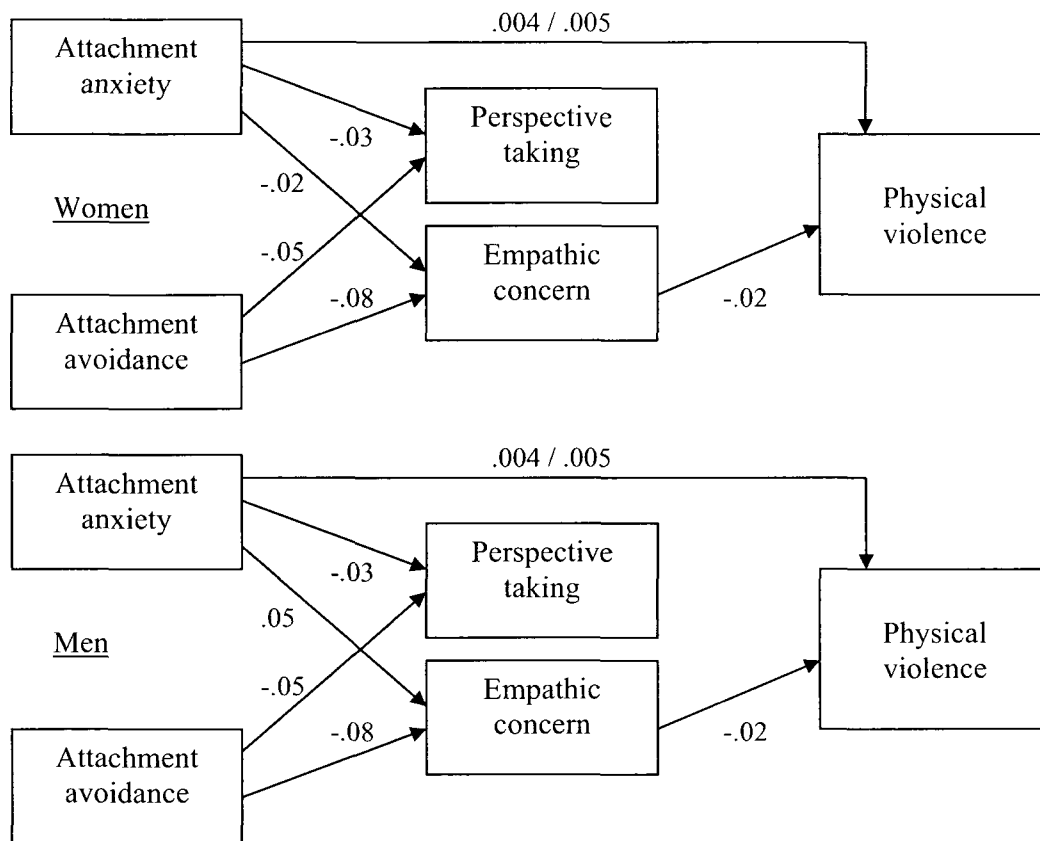 .004 / .005
Attachment
anxiety
Perspective
taking
-.03
-.02
Women
Physical
violence
-.05
Empathic
concern
-.08
-.02
Attachment
avoidance
.004 / .005
Attachment
anxiety
Perspective
taking
-.03
.05
Men
Physical
violence
-.05
Empathic
concern
-.08
-.02
Attachment
avoidance